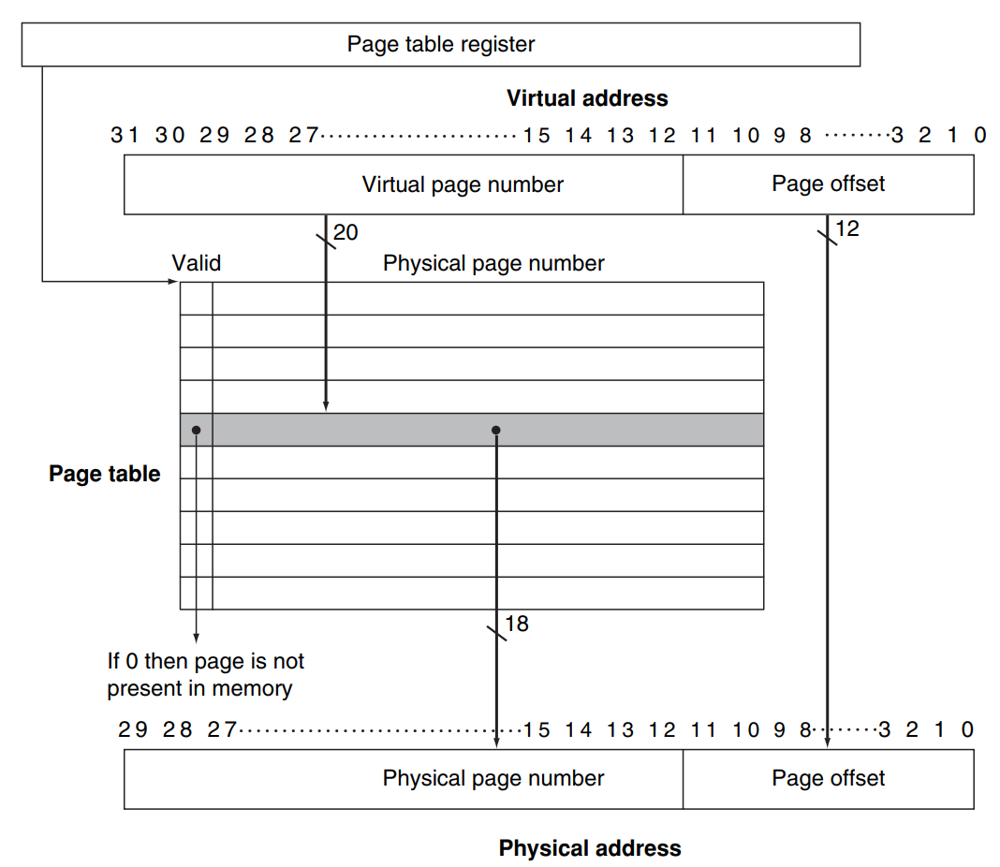 Page table register
Virtual address
31 30 29 28 27....................................15 14 13 12 11 10 9 8 ........3 2 1 0
Virtual page number Page offset
20 12
Valid Physical page number
Page table
18
If 0 then page is not
present in memory
29 28 27....................................15 14 13 12 11 10 9 8........3 2 1 0
Physical page number Page offset
Physical address